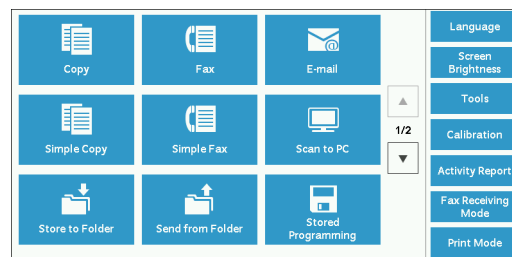 Copy
Fax
E-mail
Simple Copy
Simple Fax
Scan to PC
Store to Folder
Send from Folder
Stored
Programming
1/2
Language
Screen
Brightness
Tools
Calibration
Activity Report
Fax Receiving
Mode
Print Mode